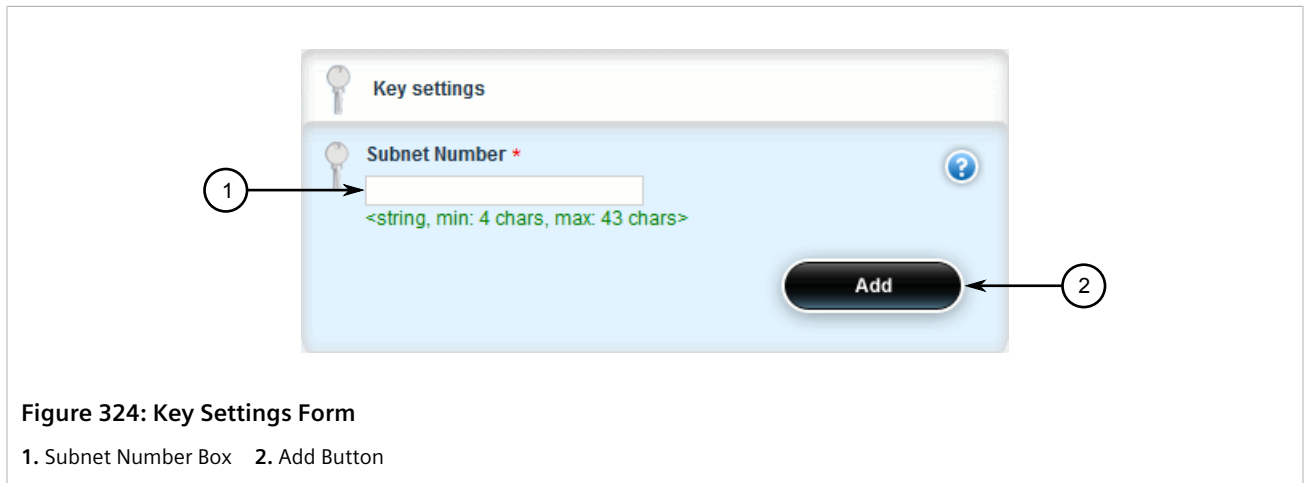 Key settings
Subnet Number *
?
1
<string, min: 4 chars, max: 43 chars>
Add
2
Figure 324: Key Settings Form
1. Subnet Number Box 2. Add Button